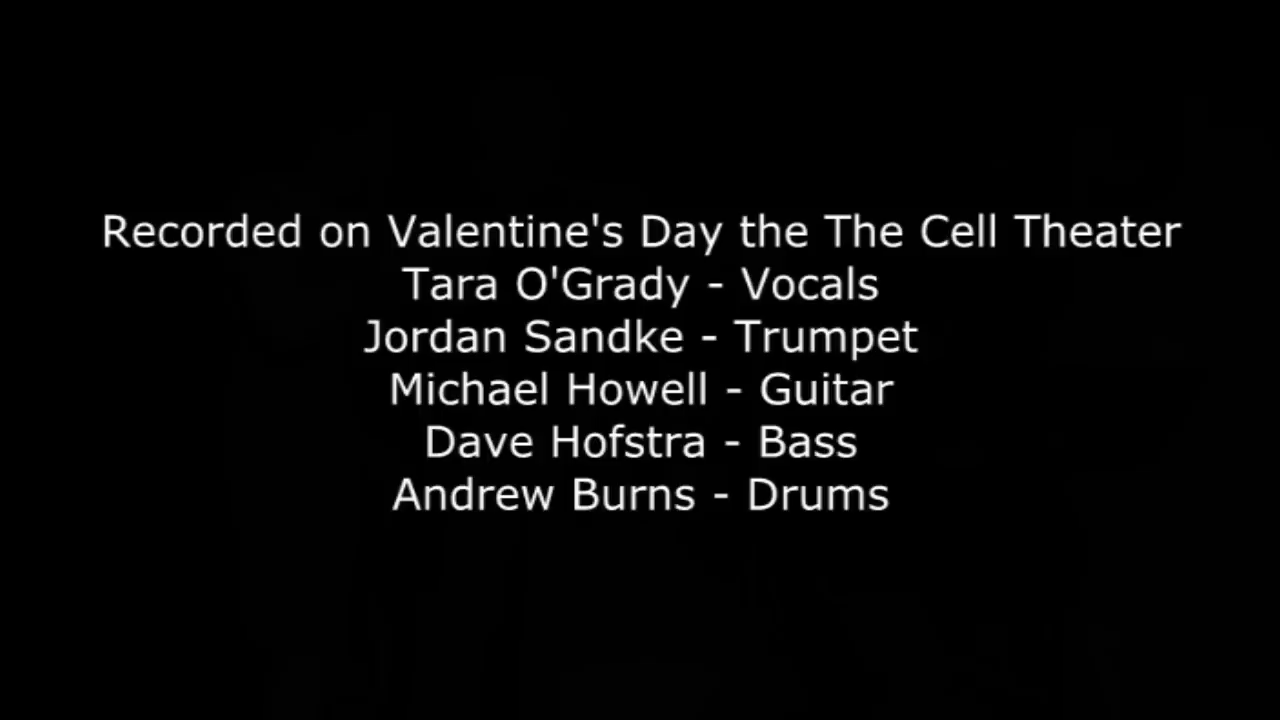 Recorded on Valentine's Day the The Cell Theater
Tara O'Grady - Vocals
Jordan Sandke - Trumpet
Michael Howell - Guitar
Dave Hofstra - Bass
Andrew Burns - Drums